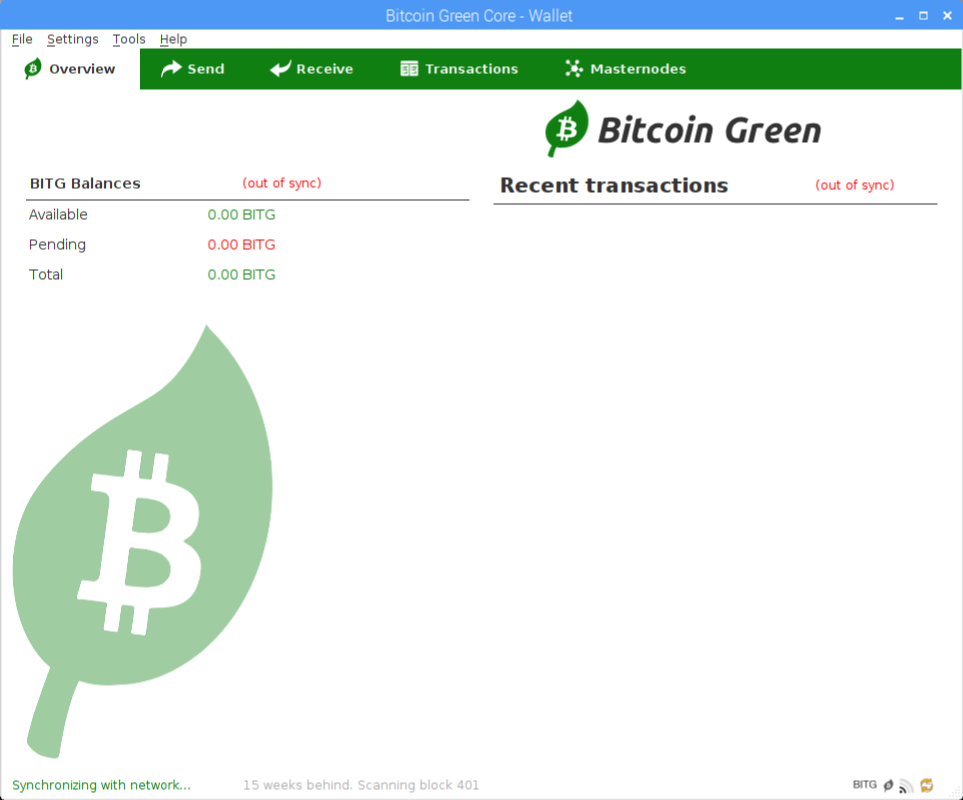 Bitcoin Green Core - Wallet
File Settings Tools Help
Overview Send Receive Transactions Masternodes
Bitcoin Green
BITG Balances (out of sync)
Available 0.00 BITG
Pending 0.00 BITG
Total 0.00 BITG
Recent transactions (out of sync)
Synchronizing with network... 15 weeks behind. Scanning block 401 BITG